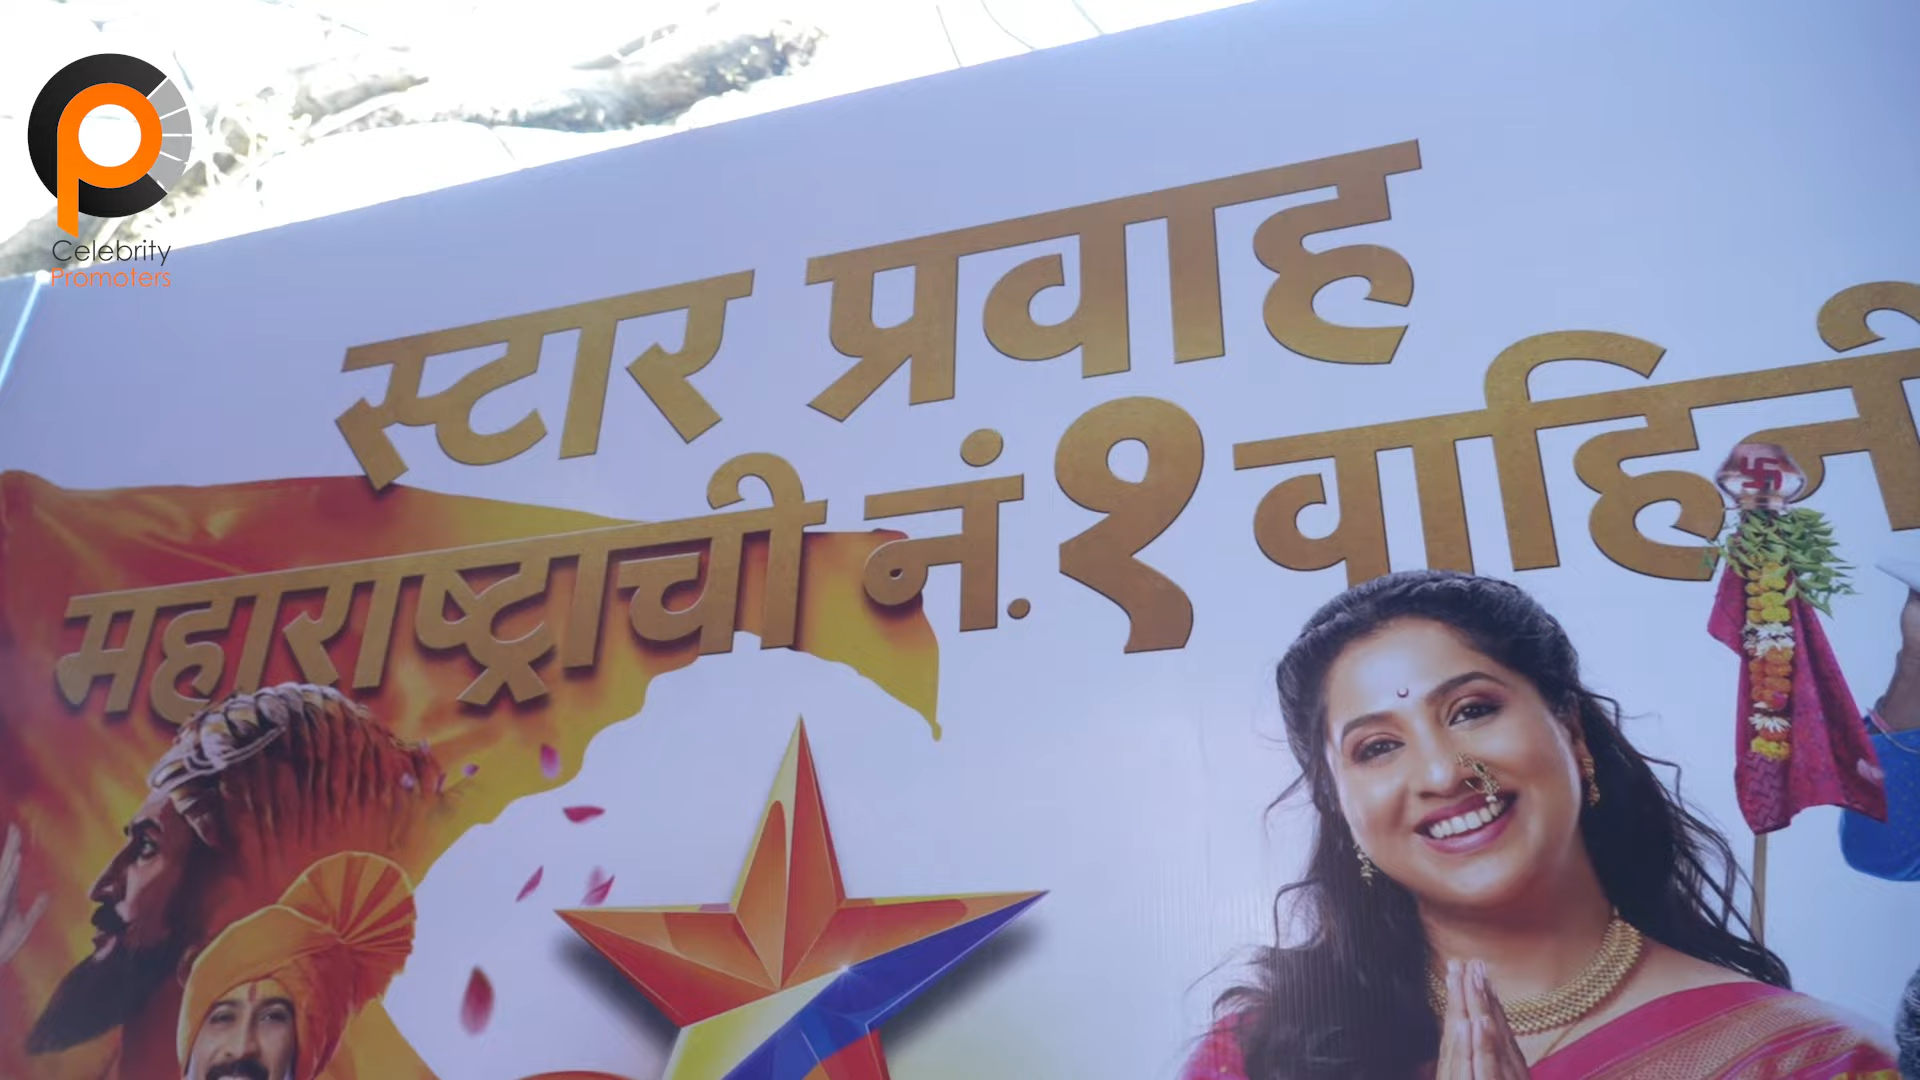 Celebrity
Promoters
स्टार प्रवाह
महाराष्ट्राची नं. १ वाहिनी